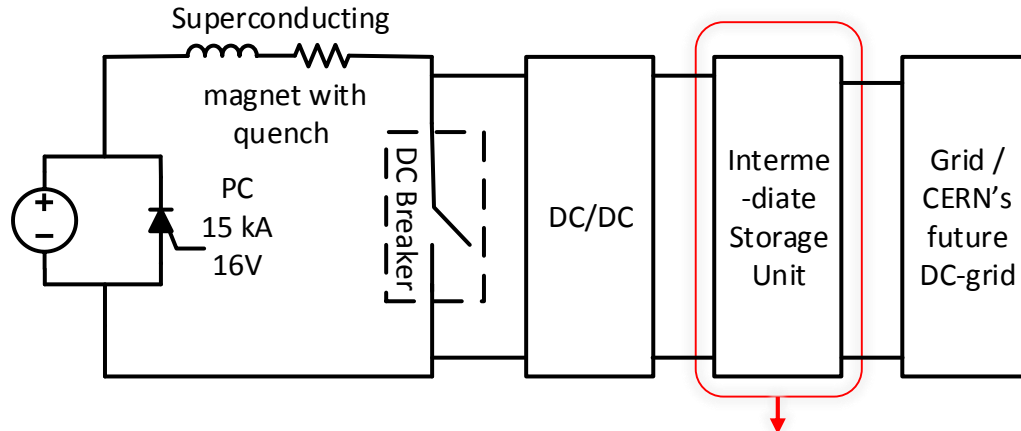 Superconducting
magnet with
quench
PC
15 kA
16V
DC Breaker
DC/DC
Interme
-diate
Storage
Unit
Grid /
CERN's
future
DC-grid